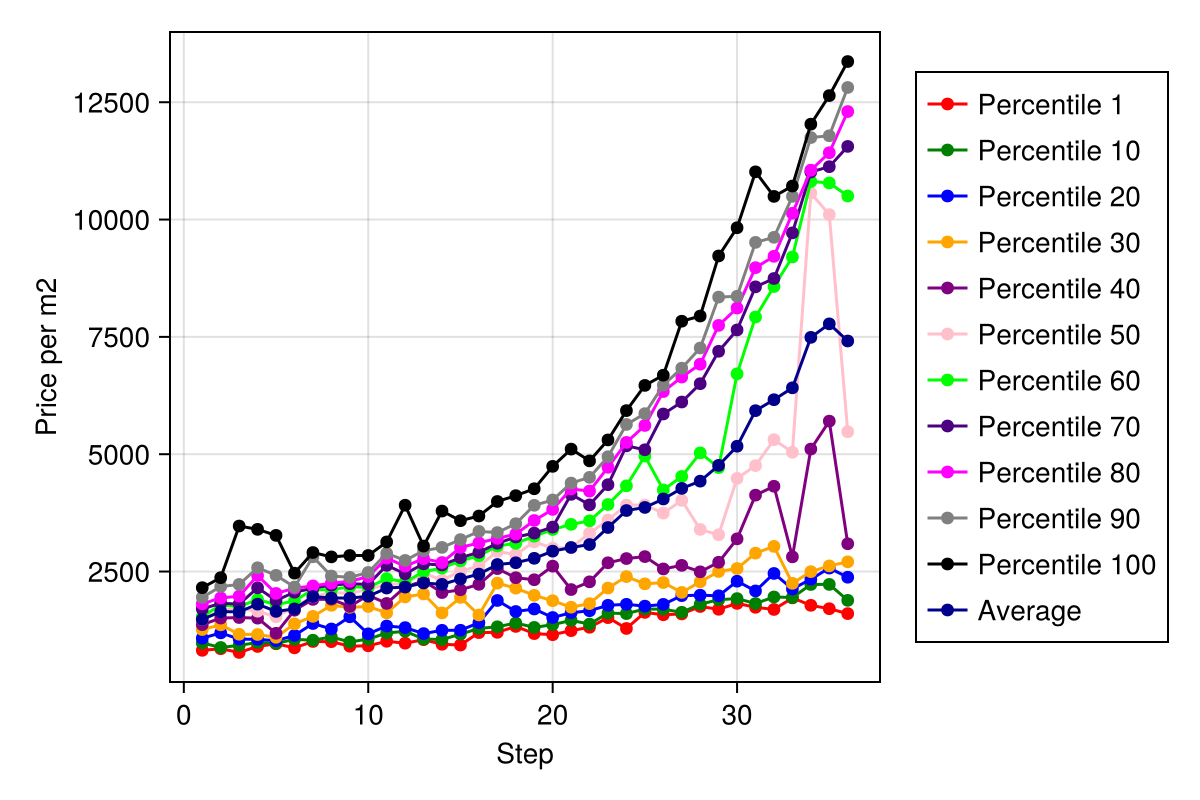 12500
10000
7500
5000
2500
Price per m2
0
10
20
30
Step
Percentile 1
Percentile 10
Percentile 20
Percentile 30
Percentile 40
Percentile 50
Percentile 60
Percentile 70
Percentile 80
Percentile 90
Percentile 100
Average